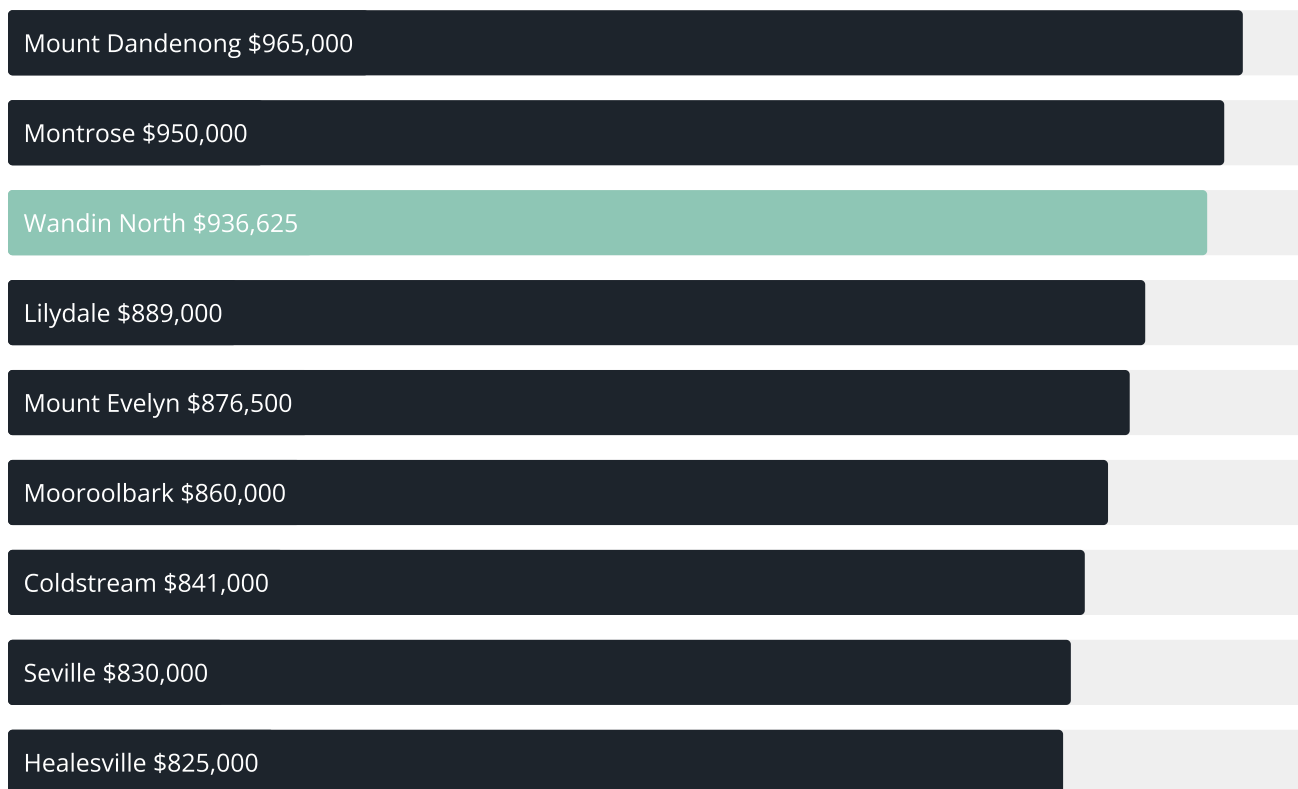 Mount Dandenong $965,000
Montrose $950,000
Wandin North $936,625
Lilydale $889,000
Mount Evelyn $876,500
Mooroolbark $860,000
Coldstream $841,000
Seville $830,000
Healesville $825,000